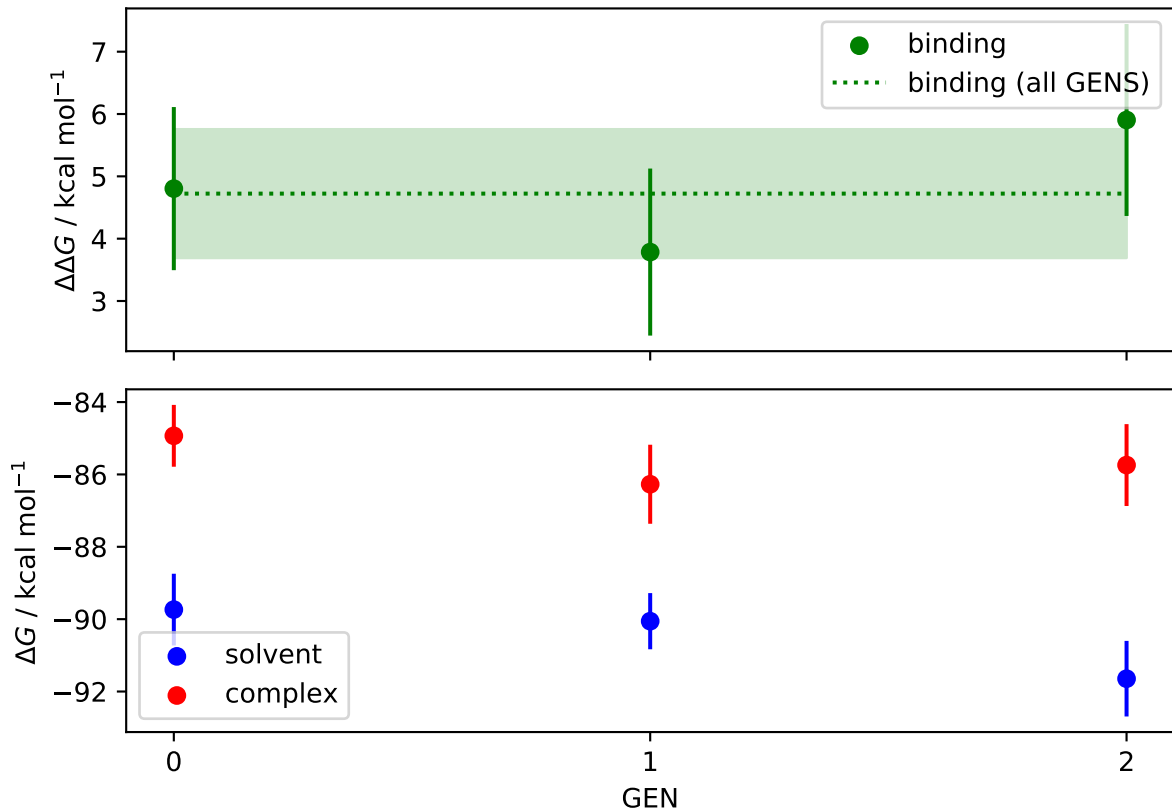 7
6
5
4
3
ΔΔG / kcal mol⁻¹
binding
binding (all GENS)
−84
−86
−88
−90
−92
ΔG / kcal mol⁻¹
solvent
complex
0 1 2
GEN